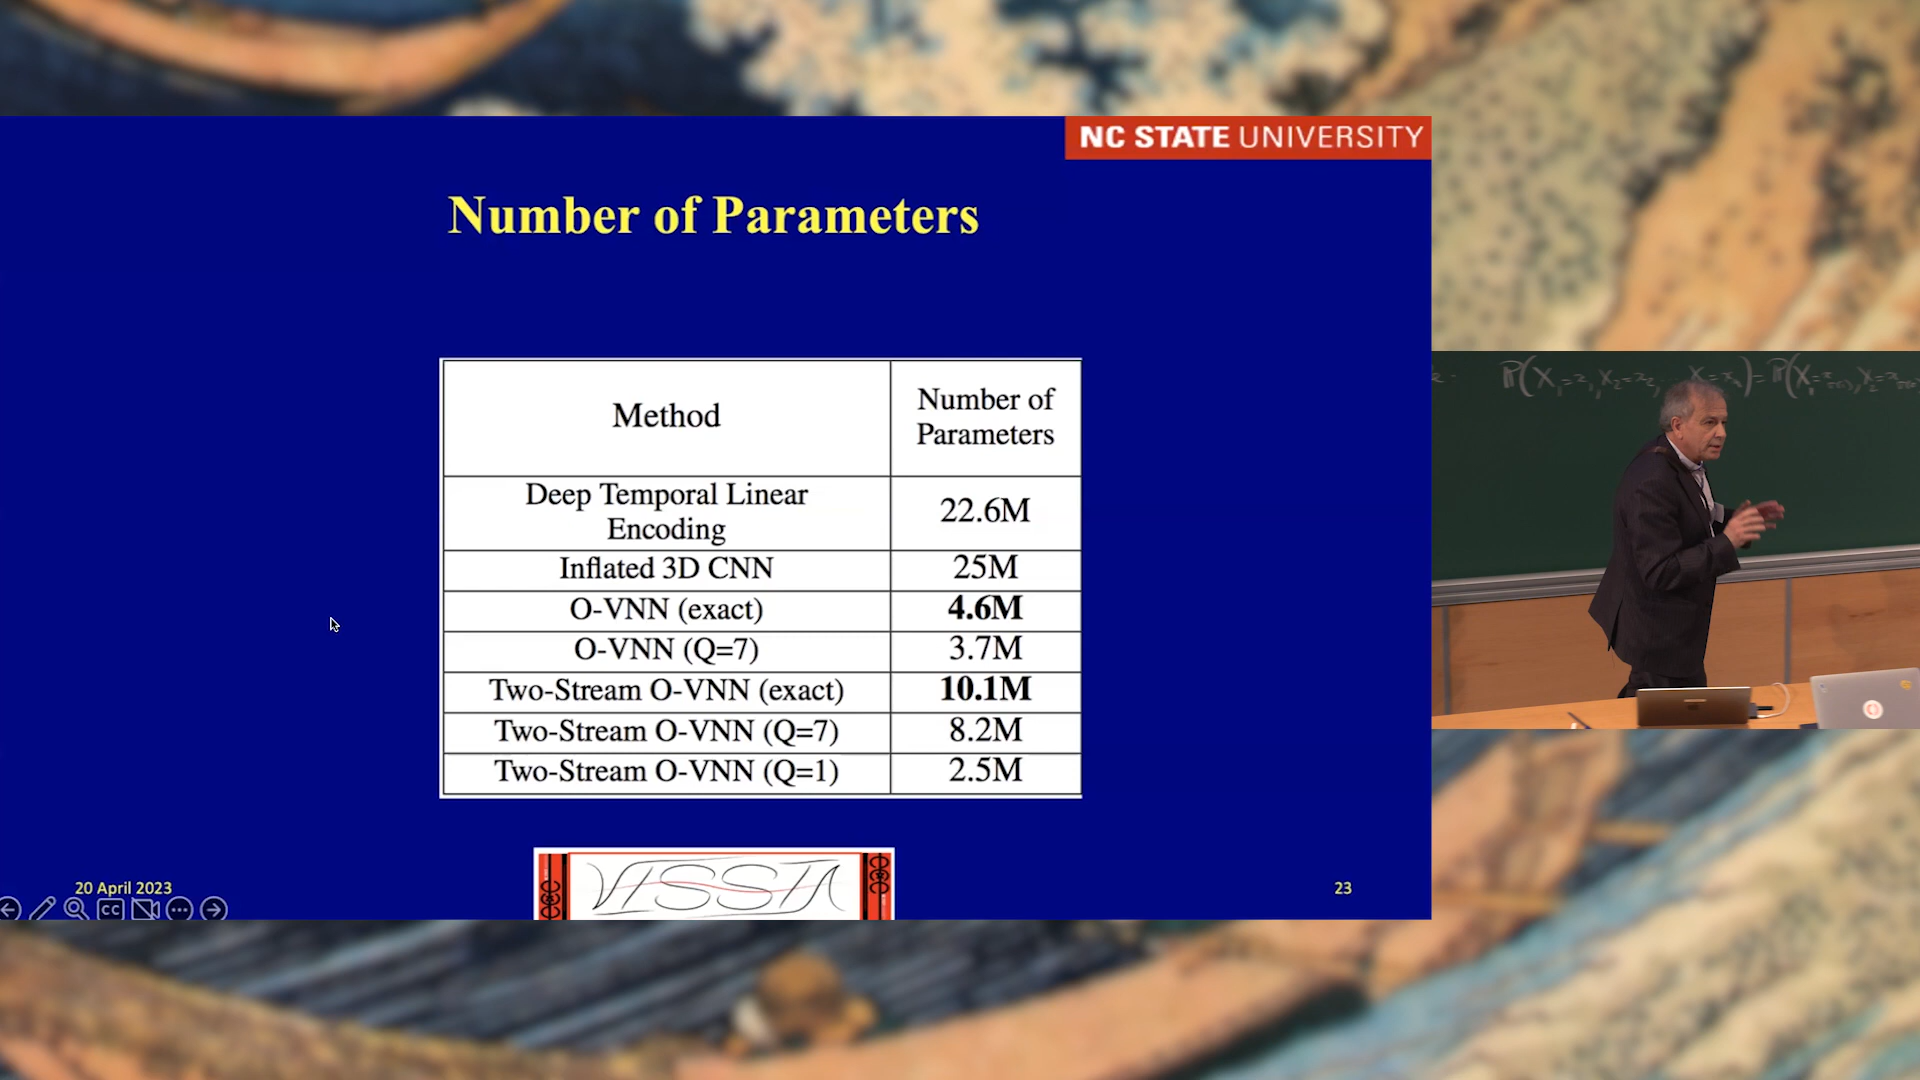 NC STATE UNIVERSITY
Number of Parameters
Method
Number of
Parameters
Deep Temporal Linear
Encoding
22.6M
Inflated 3D CNN
25M
O-VNN (exact)
4.6M
O-VNN (Q=7)
3.7M
Two-Stream O-VNN (exact)
10.1M
Two-Stream O-VNN (Q=7)
8.2M
Two-Stream O-VNN (Q=1)
2.5M
VISSTA
20 April 2023
CC
23